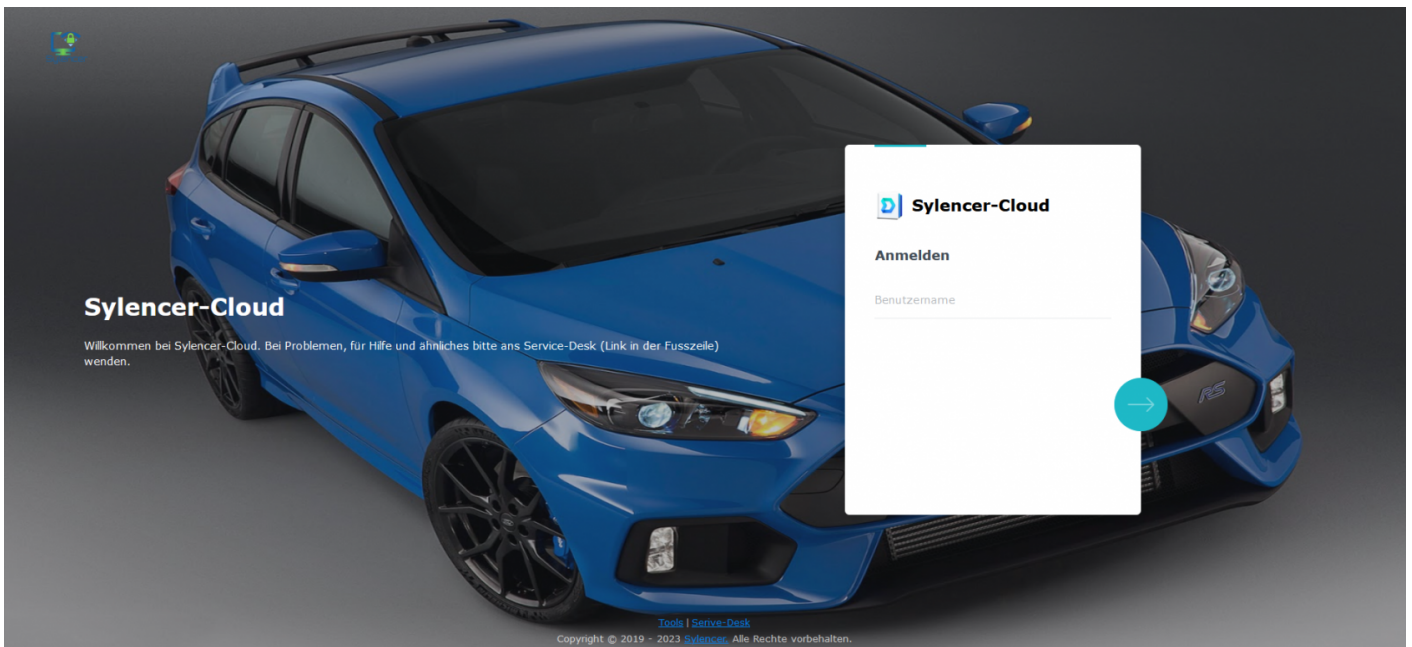 Sylencer-Cloud
Anmelden
Benutzername
Sylencer-Cloud
Willkommen bei Sylencer-Cloud. Bei Problemen, für Hilfe und ähnliches bitte ans Service-Desk (Link in der Fusszeile)
wenden.
RS
Tools | Serive-Desk
Copyright © 2019 - 2023 Sylencer. Alle Rechte vorbehalten.